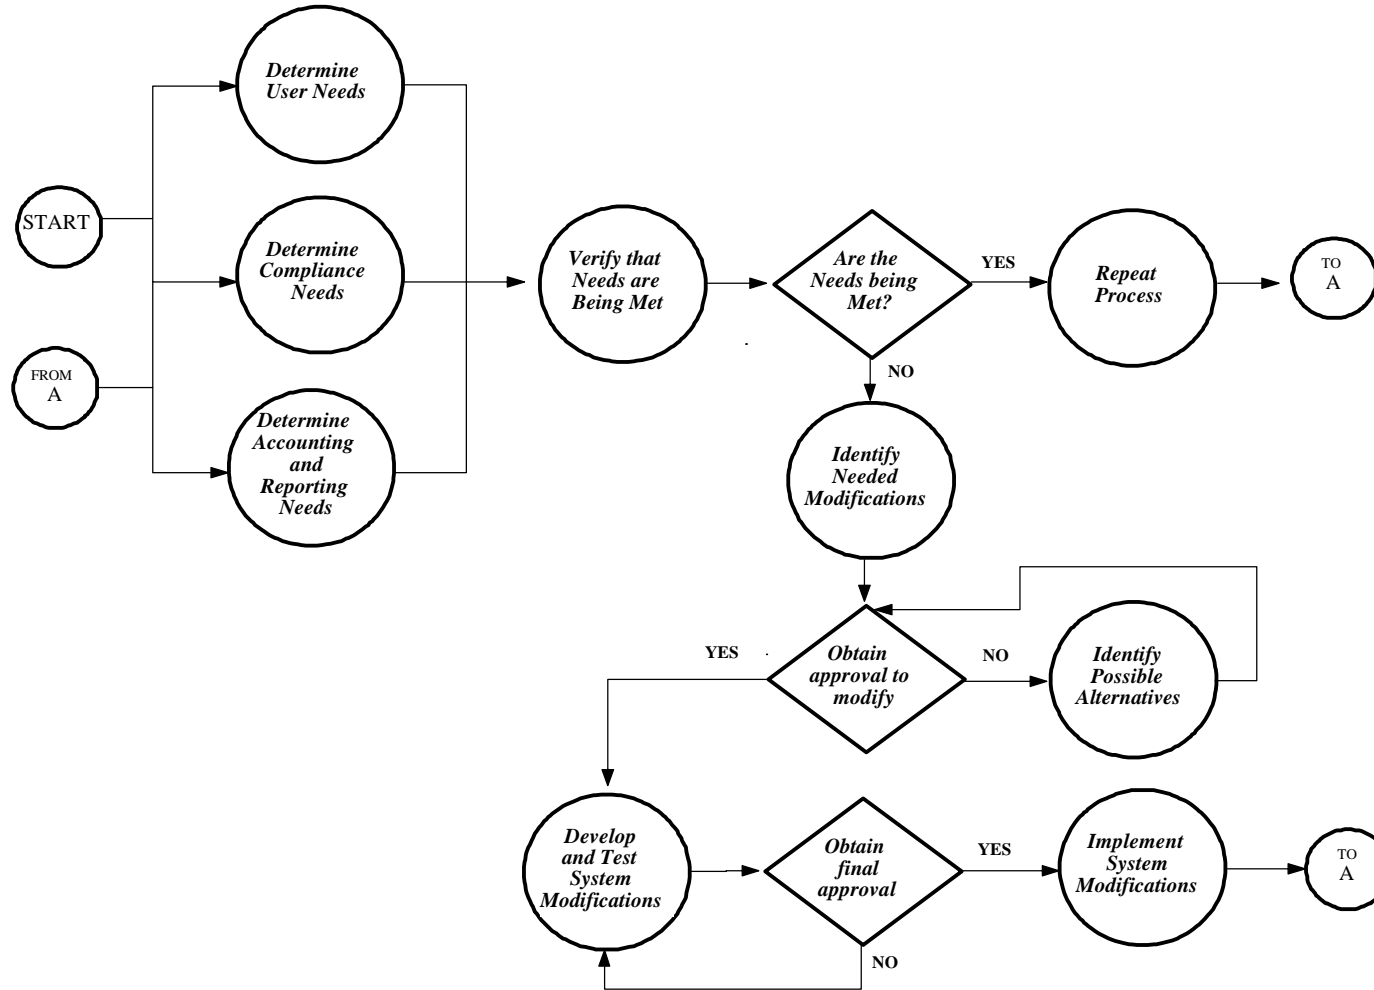 Determine
User Needs
START
Determine
Compliance
Needs
FROM
A
Determine
Accounting
and
Reporting
Needs
Verify that
Needs are
Being Met
Are the
Needs being
Met?
YES
Repeat
Process
TO
A
NO
Identify
Needed
Modifications
YES
Obtain
approval to
modify
NO
Identify
Possible
Alternatives
Develop
and Test
System
Modifications
Obtain
final
approval
YES
Implement
System
Modifications
TO
A
NO